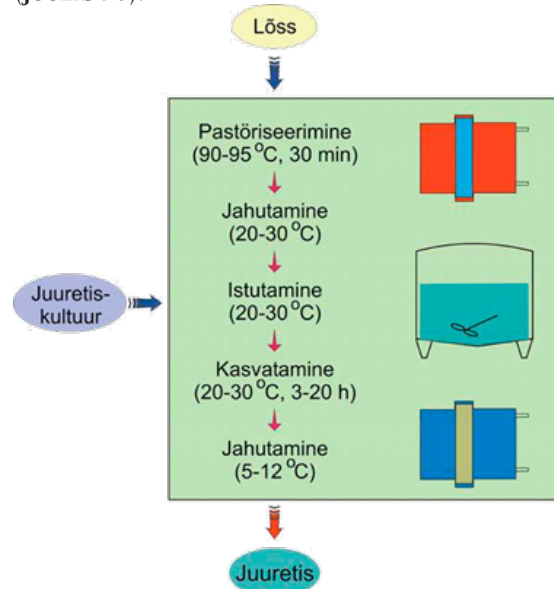 Lõss
Pastöriseerimine
(90-95 °C, 30 min)
Jahutamine
(20-30 °C)
Juuretis-
kultuur
Istutamine
(20-30 °C)
Kasvatamine
(20-30 °C, 3-20 h)
Jahutamine
(5-12 °C)
Juuretis